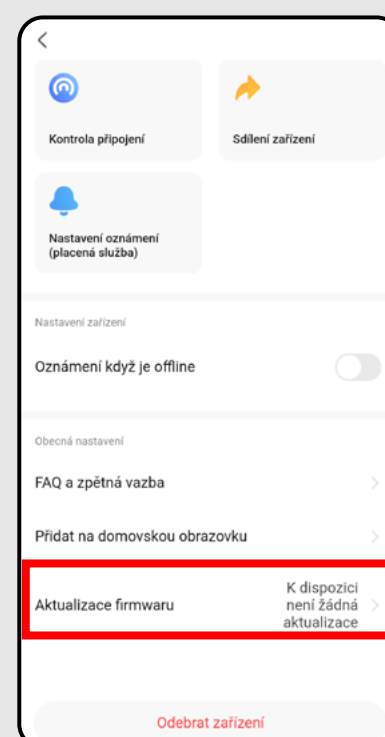 Kontrola připojení
Sdílení zařízení
Nastavení oznámení
(placená služba)
Nastavení zařízení
Oznámení když je offline
Obecná nastavení
FAQ a zpětná vazba
Přidat na domovskou obrazovku
Aktualizace firmwaru
K dispozici
není žádná
aktualizace
Odebrat zařízení